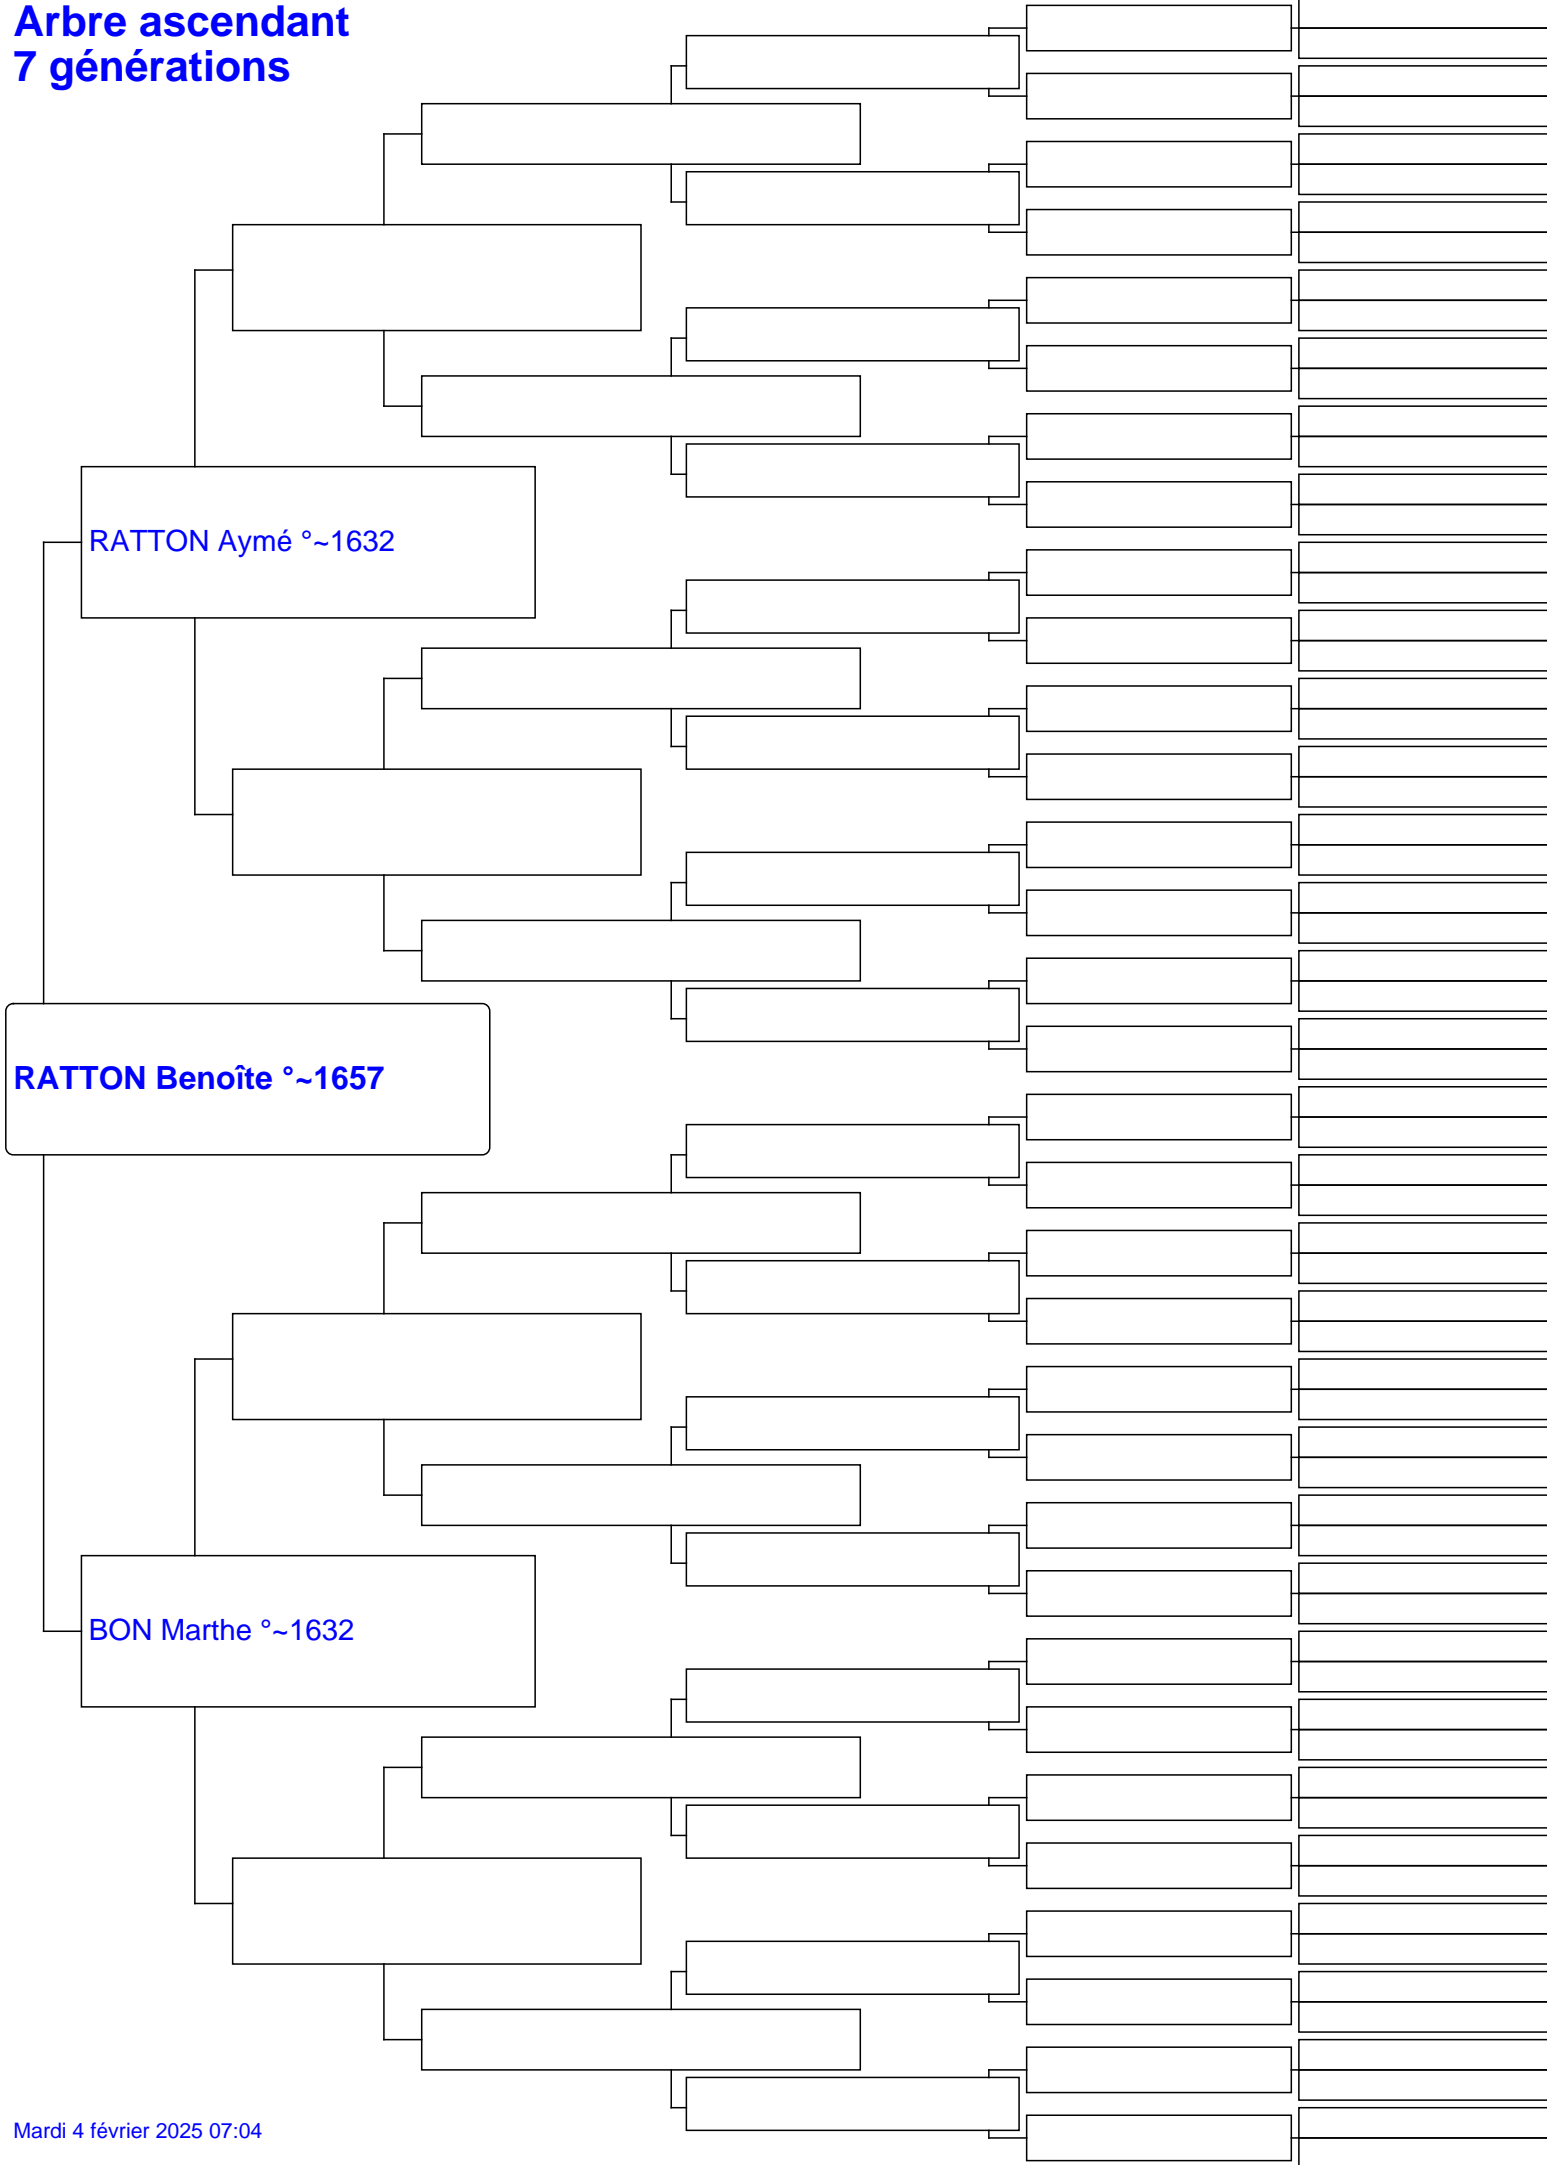 Arbre ascendant
7 générations
RATTON Aymé °~1632
RATTON Benoîte °~1657
BON Marthe °~1632
Mardi 4 février 2025 07:04